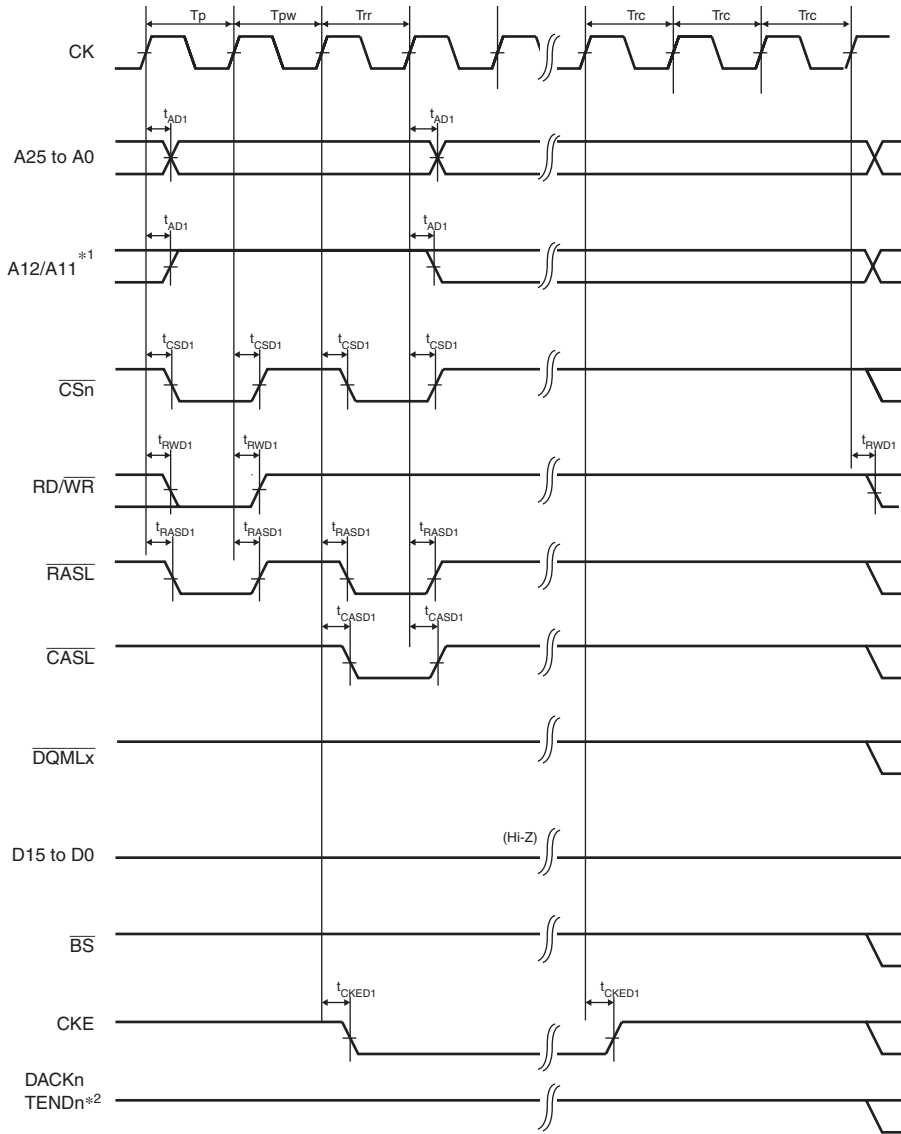 Tp Tpw Trr Trc Trc Trc
CK
tAD1 tAD1
A25 to A0
tAD1 tAD1
A12/A11*1
tCSD1 tCSD1 tCSD1 tCSD1
CSn
tRWD1 tRWD1 tRWD1
RD/WR
tRASD1 tRASD1 tRASD1 tRASD1
RASL
tCASD1 tCASD1
CASL
DQMLx
(Hi-Z)
D15 to D0
BS
tCKED1 tCKED1
CKE
DACKn
TENDn*2